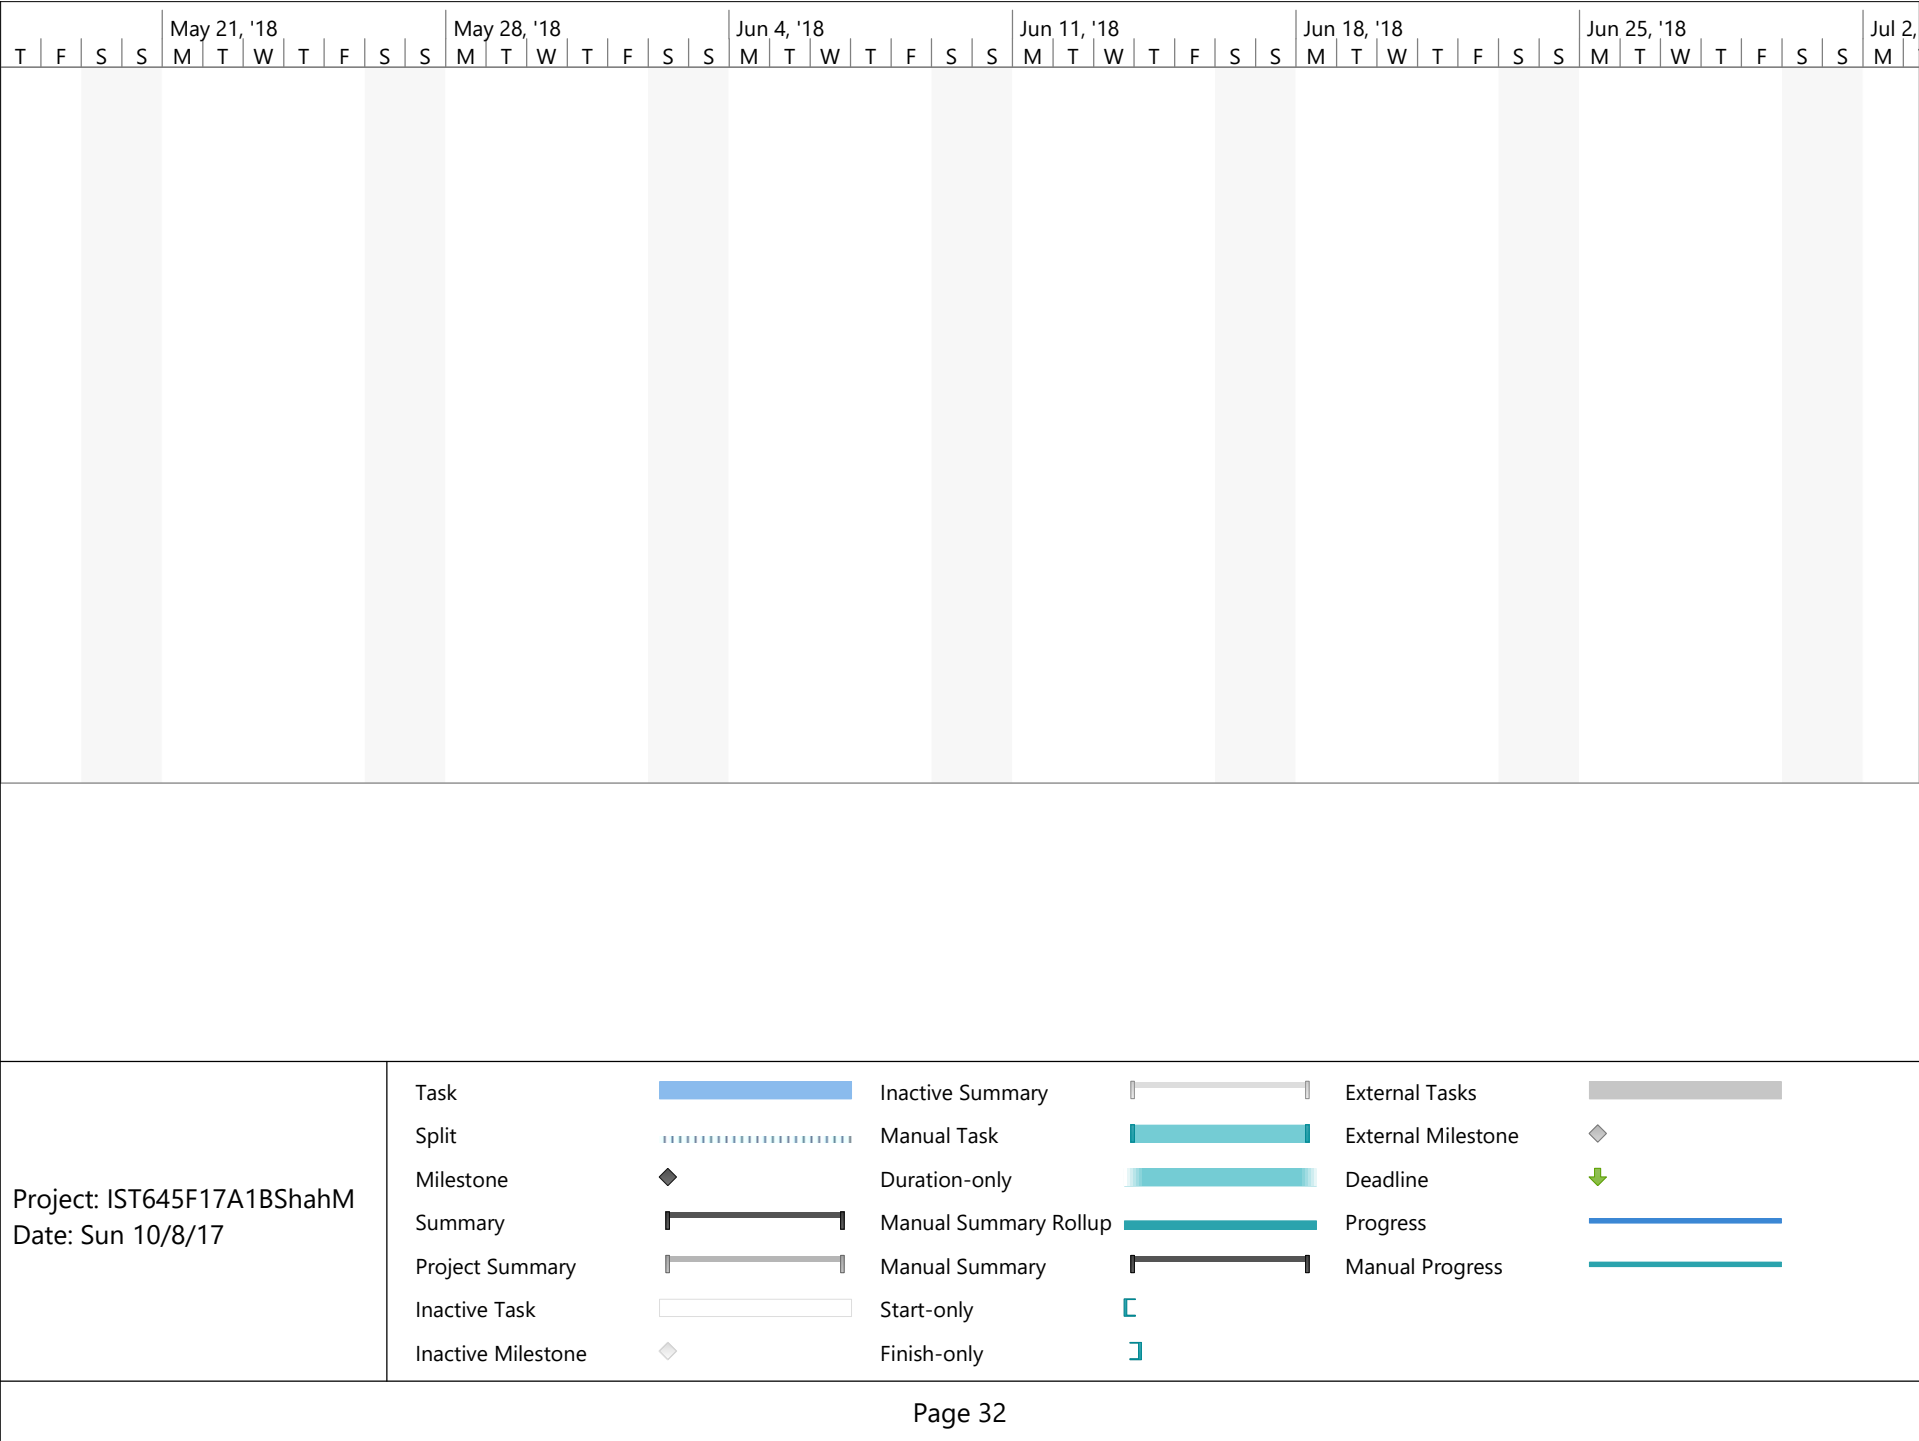 May 21, '18 May 28, '18 Jun 4, '18 Jun 11, '18 Jun 18, '18 Jun 25, '18 Jul 2,
T F S S M T W T F S S M T W T F S S M T W T F S S M T W T F S S M T W T F S S M T W T F S S M
Task
Split
Milestone
Summary
Project Summary
Inactive Task
Inactive Milestone
Inactive Summary
Manual Task
Duration-only
Manual Summary Rollup
Manual Summary
Start-only
Finish-only
External Tasks
External Milestone
Deadline
Progress
Manual Progress
Project: IST645F17A1BShahM
Date: Sun 10/8/17
Page 32